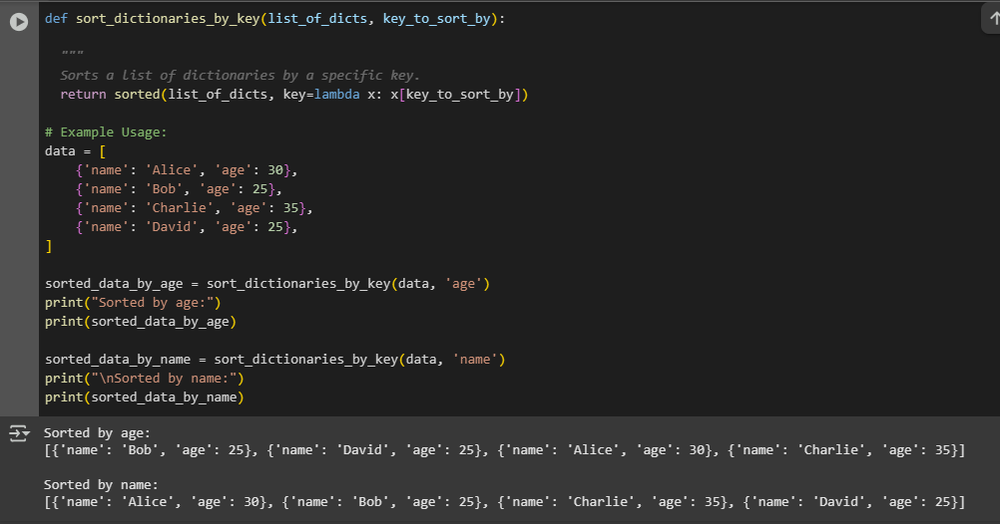 def sort_dictionaries_by_key(list_of_dicts, key_to_sort_by):

  """
  Sorts a list of dictionaries by a specific key.
  return sorted(list_of_dicts, key=lambda x: x[key_to_sort_by])

# Example Usage:
data = [
    {'name': 'Alice', 'age': 30},
    {'name': 'Bob', 'age': 25},
    {'name': 'Charlie', 'age': 35},
    {'name': 'David', 'age': 25},
]

sorted_data_by_age = sort_dictionaries_by_key(data, 'age')
print("Sorted by age:")
print(sorted_data_by_age)

sorted_data_by_name = sort_dictionaries_by_key(data, 'name')
print("\nSorted by name:")
print(sorted_data_by_name)

Sorted by age:
[{'name': 'Bob', 'age': 25}, {'name': 'David', 'age': 25}, {'name': 'Alice', 'age': 30}, {'name': 'Charlie', 'age': 35}]

Sorted by name:
[{'name': 'Alice', 'age': 30}, {'name': 'Bob', 'age': 25}, {'name': 'Charlie', 'age': 35}, {'name': 'David', 'age': 25}]